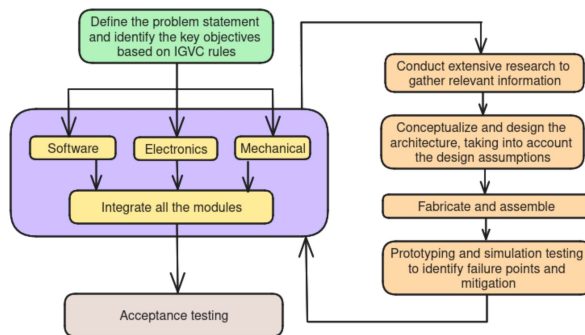 Define the problem statement
and identify the key objectives
based on IGVC rules
Software
Electronics
Mechanical
Integrate all the modules
Acceptance testing
Conduct extensive research to
gather relevant information
Conceptualize and design the
architecture, taking into account
the design assumptions
Fabricate and assemble
Prototyping and simulation testing
to identify failure points and
mitigation